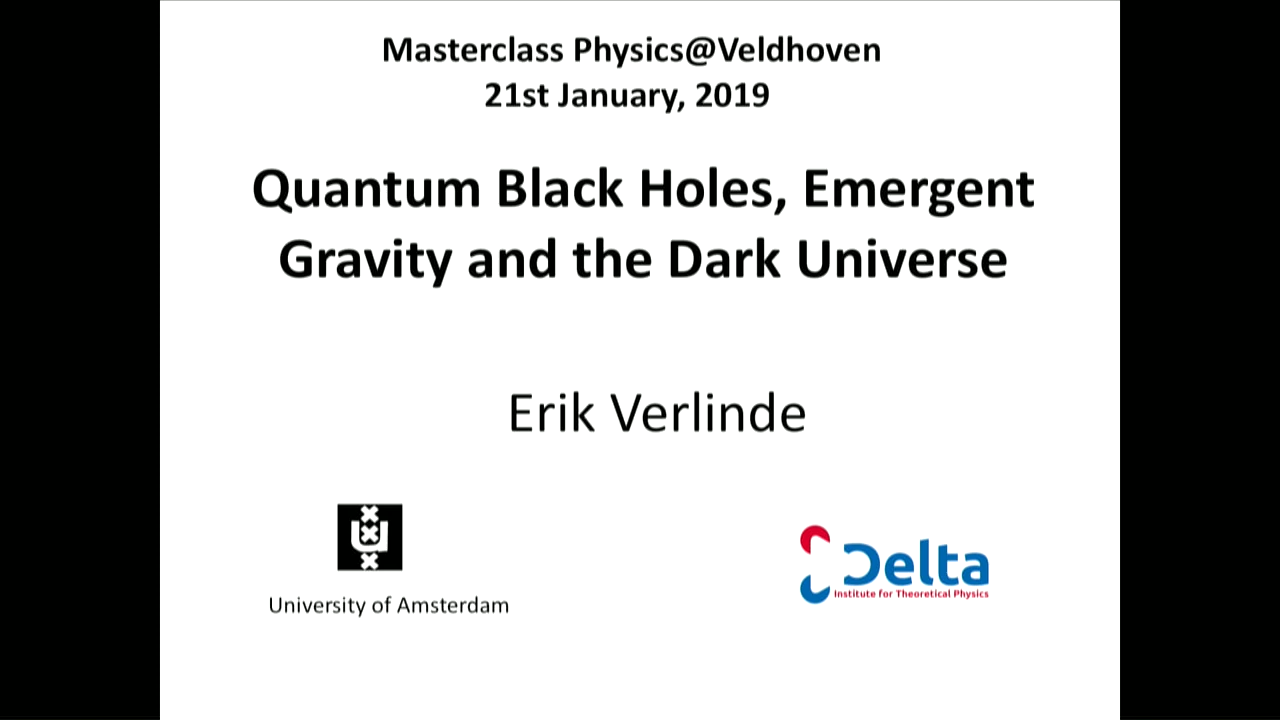 Masterclass Physics@Veldhoven
21st January, 2019
Quantum Black Holes, Emergent
Gravity and the Dark Universe
Erik Verlinde
University of Amsterdam
Delta
Institute for Theoretical Physics